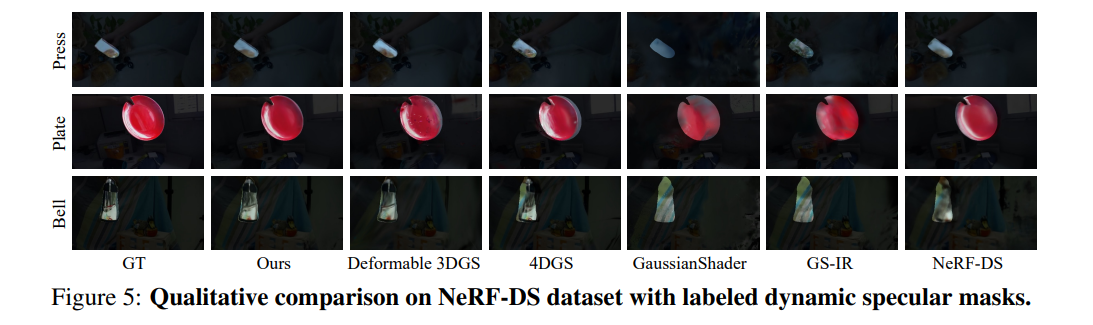 Press
Plate
Bell
GT Ours Deformable 3DGS 4DGS GaussianShader GS-IR NeRF-DS
Figure 5: Qualitative comparison on NeRF-DS dataset with labeled dynamic specular masks.